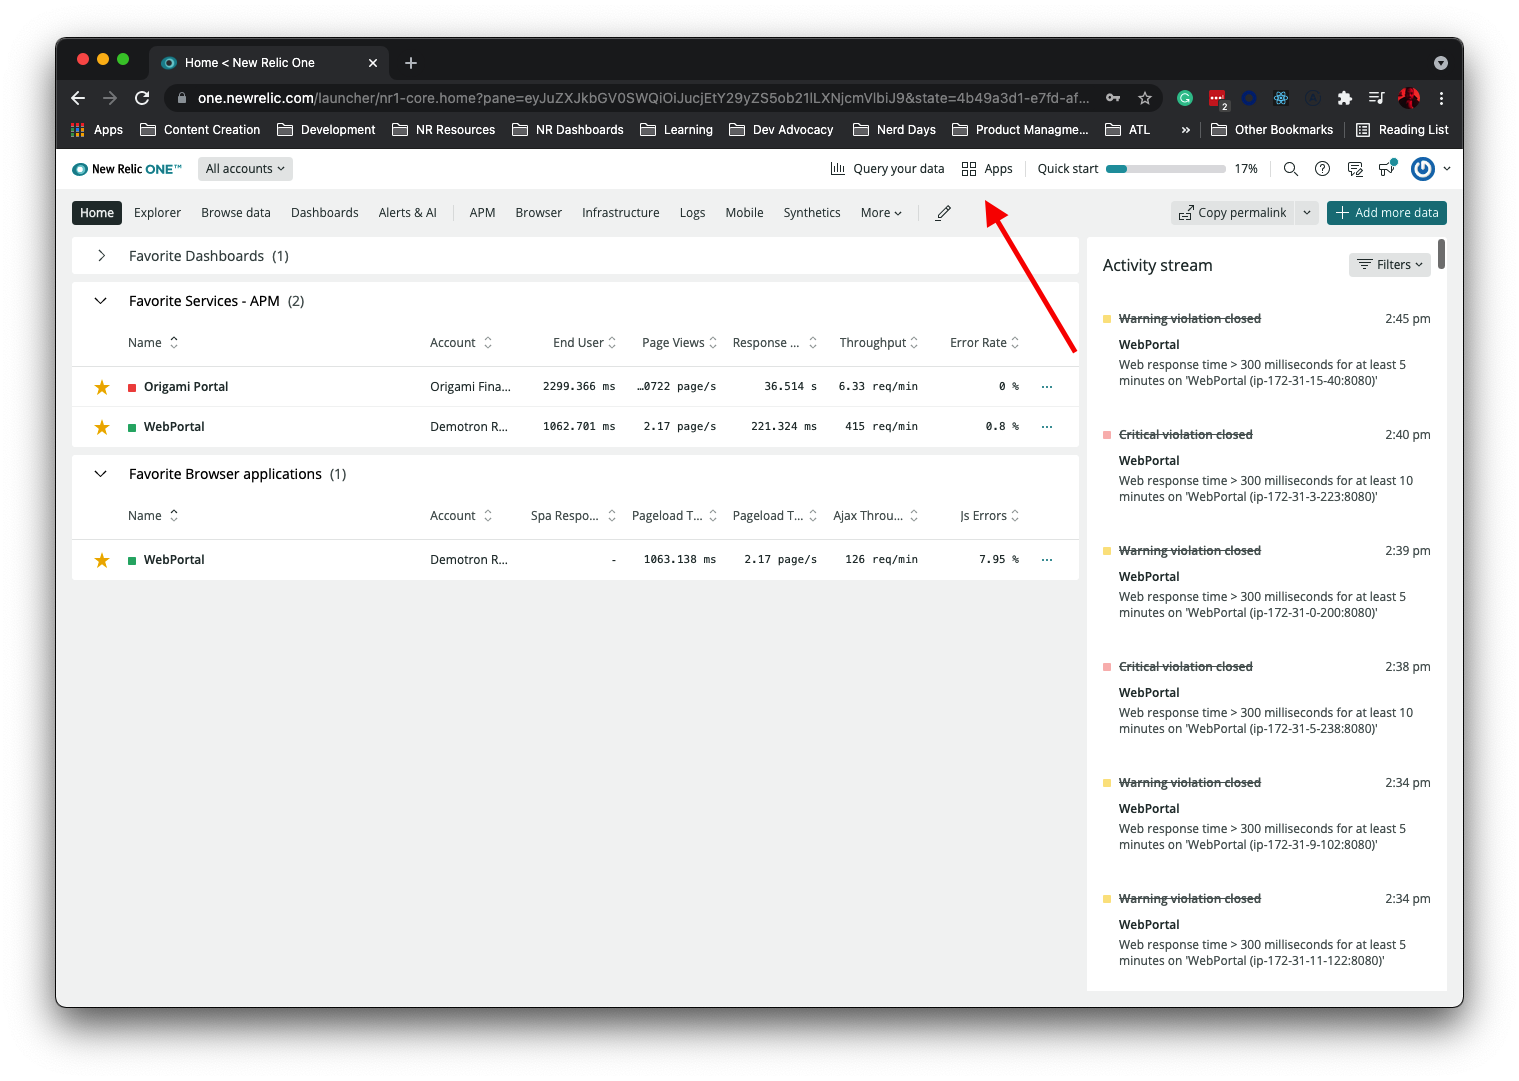 Home < New Relic One
one.newrelic.com/launcher/nr1-core.home?pane=eyJuZXJkbGV0SWQiOiJucjEtY29yZS5ob21lLXNjcmVlbiJ9&state=4b49a3d1-e7fd-af...
2
Apps Content Creation Development NR Resources NR Dashboards Learning Dev Advocacy Nerd Days Product Managme... ATL » Other Bookmarks Reading List
New Relic ONE™ All accounts Query your data Apps Quick start 17%
Home Explorer Browse data Dashboards Alerts & AI APM Browser Infrastructure Logs Mobile Synthetics More Copy permalink Add more data
Favorite Dashboards (1)
Favorite Services - APM (2)
Name Account End User Page Views Response ... Throughput Error Rate
Origami Portal Origami Fina... 2299.366 ms …0722 page/s 36.514 s 6.33 req/min 0 % ...
WebPortal Demotron R... 1062.701 ms 2.17 page/s 221.324 ms 415 req/min 0.8 % ...
Favorite Browser applications (1)
Name Account Spa Respo... Pageload T... Pageload T... Ajax Throu... Js Errors
WebPortal Demotron R... - 1063.138 ms 2.17 page/s 126 req/min 7.95 % ...
Activity stream Filters
Warning violation closed 2:45 pm
WebPortal
Web response time > 300 milliseconds for at least 5
minutes on 'WebPortal (ip-172-31-15-40:8080)'
Critical violation closed 2:40 pm
WebPortal
Web response time > 300 milliseconds for at least 10
minutes on 'WebPortal (ip-172-31-3-223:8080)'
Warning violation closed 2:39 pm
WebPortal
Web response time > 300 milliseconds for at least 5
minutes on 'WebPortal (ip-172-31-0-200:8080)'
Critical violation closed 2:38 pm
WebPortal
Web response time > 300 milliseconds for at least 10
minutes on 'WebPortal (ip-172-31-5-238:8080)'
Warning violation closed 2:34 pm
WebPortal
Web response time > 300 milliseconds for at least 5
minutes on 'WebPortal (ip-172-31-9-102:8080)'
Warning violation closed 2:34 pm
WebPortal
Web response time > 300 milliseconds for at least 5
minutes on 'WebPortal (ip-172-31-11-122:8080)'